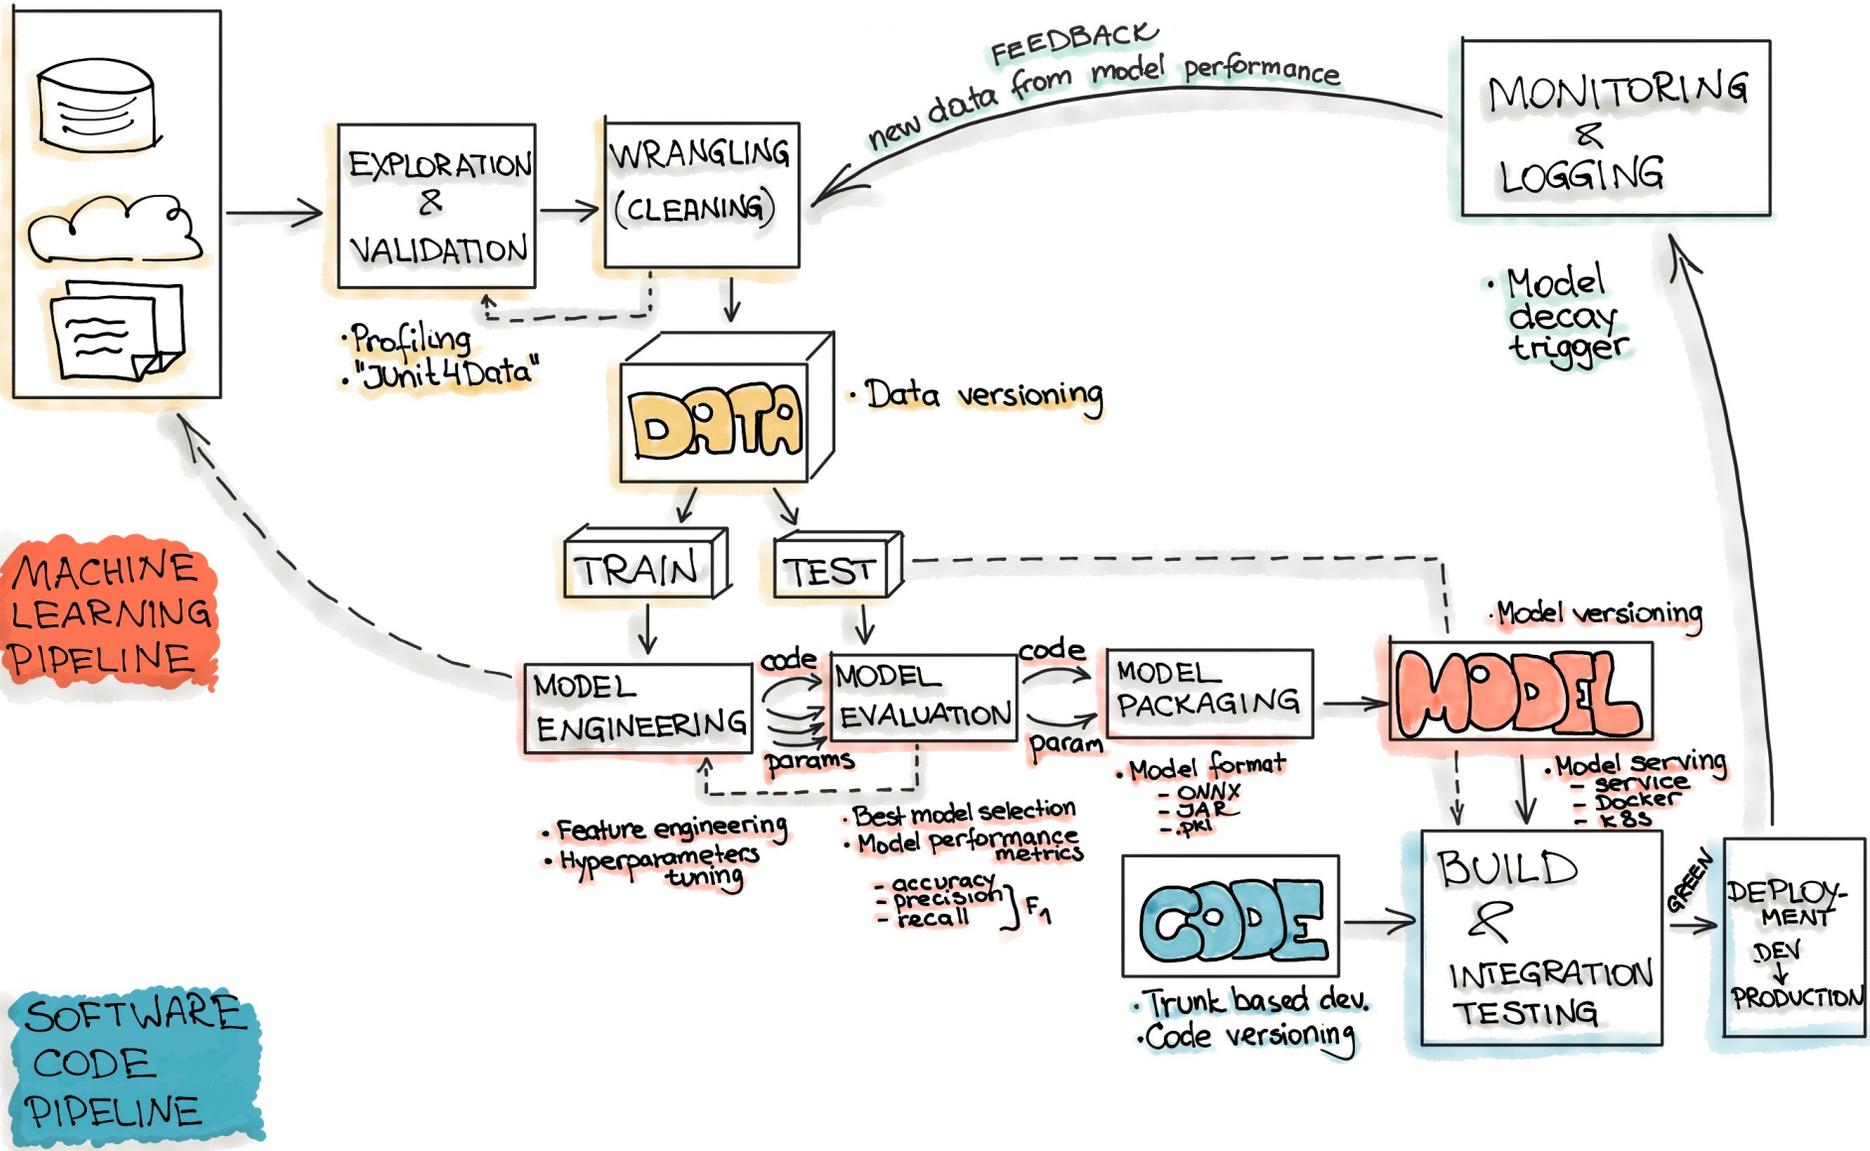 FEEDBACK
new data from model performance
MONITORING
&
LOGGING
• Model
decay
trigger
EXPLORATION
&
VALIDATION
• Profiling
• "JUnit4Data"
WRANGLING
(CLEANING)
DATA
• Data versioning
TRAIN
TEST
MACHINE
LEARNING
PIPELINE
MODEL
ENGINEERING
code
params
• Feature engineering
• Hyperparameters
tuning
MODEL
EVALUATION
code
param
• Best model selection
• Model performance
metrics
- accuracy
- precision
- recall
F1
MODEL
PACKAGING
• Model format
- ONNX
- JAR
- .pkl
• Model versioning
MODEL
• Model serving
- service
- Docker
- k8s
CODE
• Trunk based dev.
• Code versioning
BUILD
&
INTEGRATION
TESTING
GREEN
DEPLOY-
MENT
DEV
↓
PRODUCTION
SOFTWARE
CODE
PIPELINE